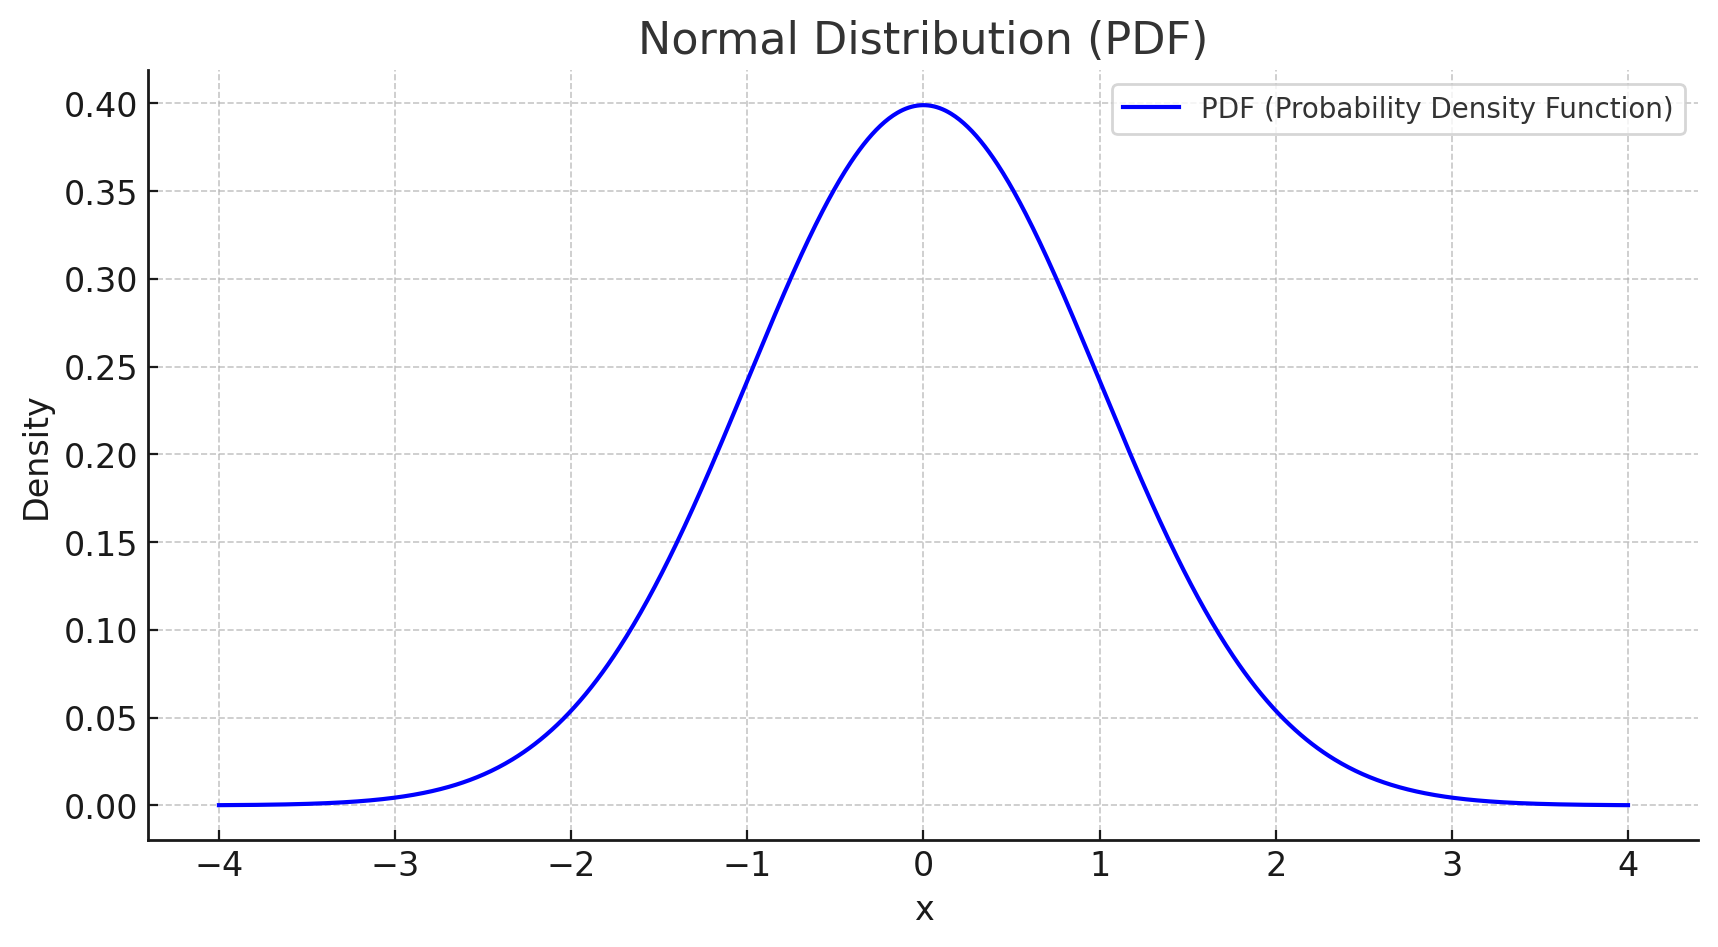 Normal Distribution (PDF)
PDF (Probability Density Function)
Density
0.40
0.35
0.30
0.25
0.20
0.15
0.10
0.05
0.00
−4 −3 −2 −1 0 1 2 3 4
x